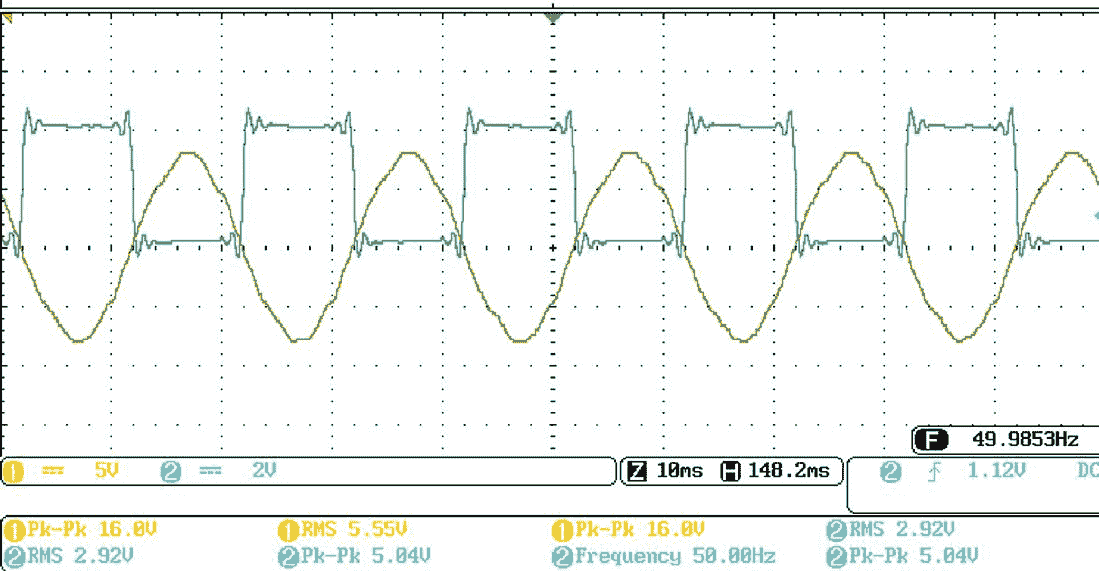 F 49.9853Hz
1 5V 2 2V Z 10ms H 148.2ms 2 1.12V DC
1 Pk-Pk 16.0V 1 RMS 5.55V 1 Pk-Pk 16.0V 2 RMS 2.92V
2 RMS 2.92V 2 Pk-Pk 5.04V 2 Frequency 50.00Hz 2 Pk-Pk 5.04V